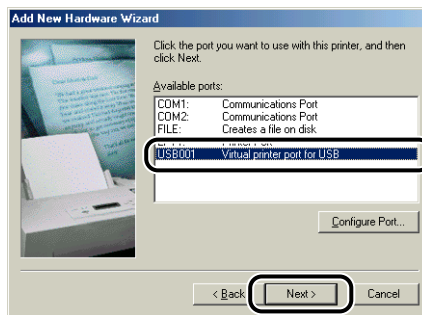 Add New Hardware Wizard
Click the port you want to use with this printer, and then
click Next.
Available ports:
COM1: Communications Port
COM2: Communications Port
FILE: Creates a file on disk
USB001 Virtual printer port for USB
Configure Port...
< Back
Next >
Cancel